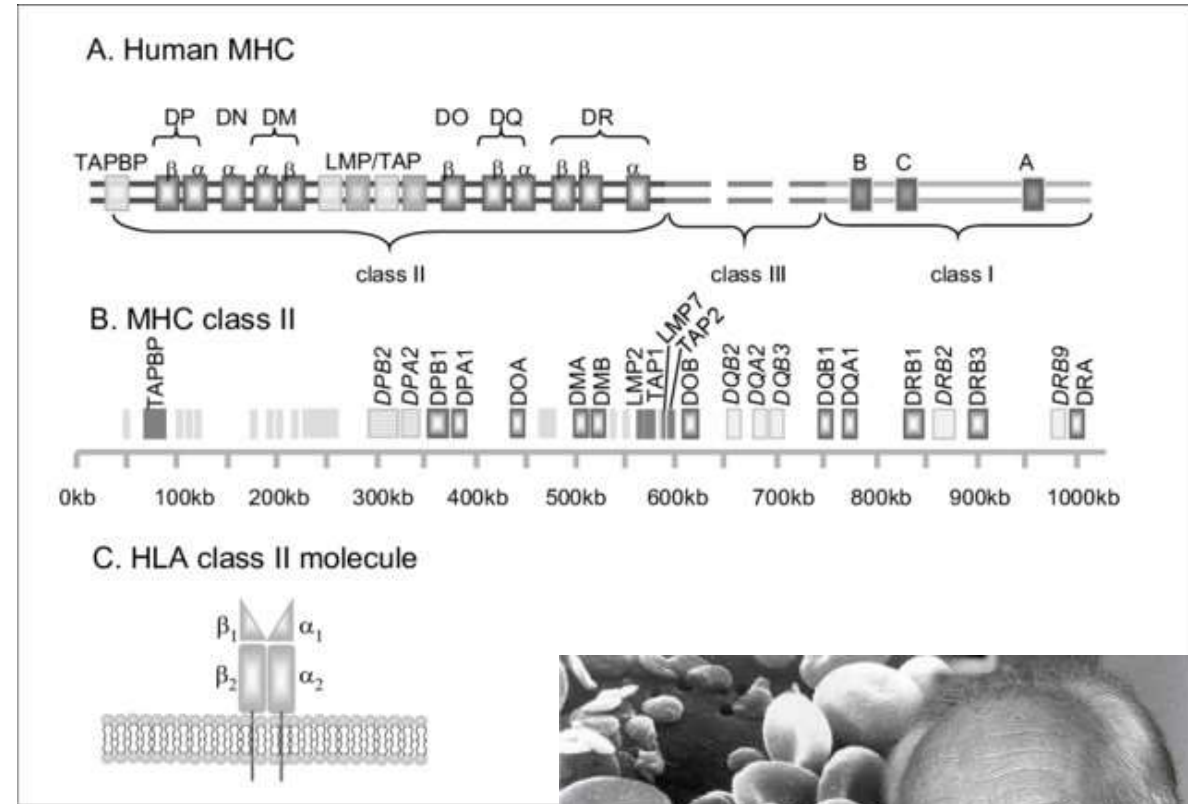 A. Human MHC
DP DN DM DO DQ DR
TAPBP β α α α β LMP/TAP β β α β β α B C A
class II class III class I
B. MHC class II
TAPBP DPB2 DPA2 DPB1 DPA1 DOA DMA DMB LMP2 TAP1 LMP7 TAP2 DOB DQB2 DQA2 DQB3 DQB1 DQA1 DRB1 DRB2 DRB3 DRB9 DRA
0kb 100kb 200kb 300kb 400kb 500kb 600kb 700kb 800kb 900kb 1000kb
C. HLA class II molecule
β1 α1
β2 α2